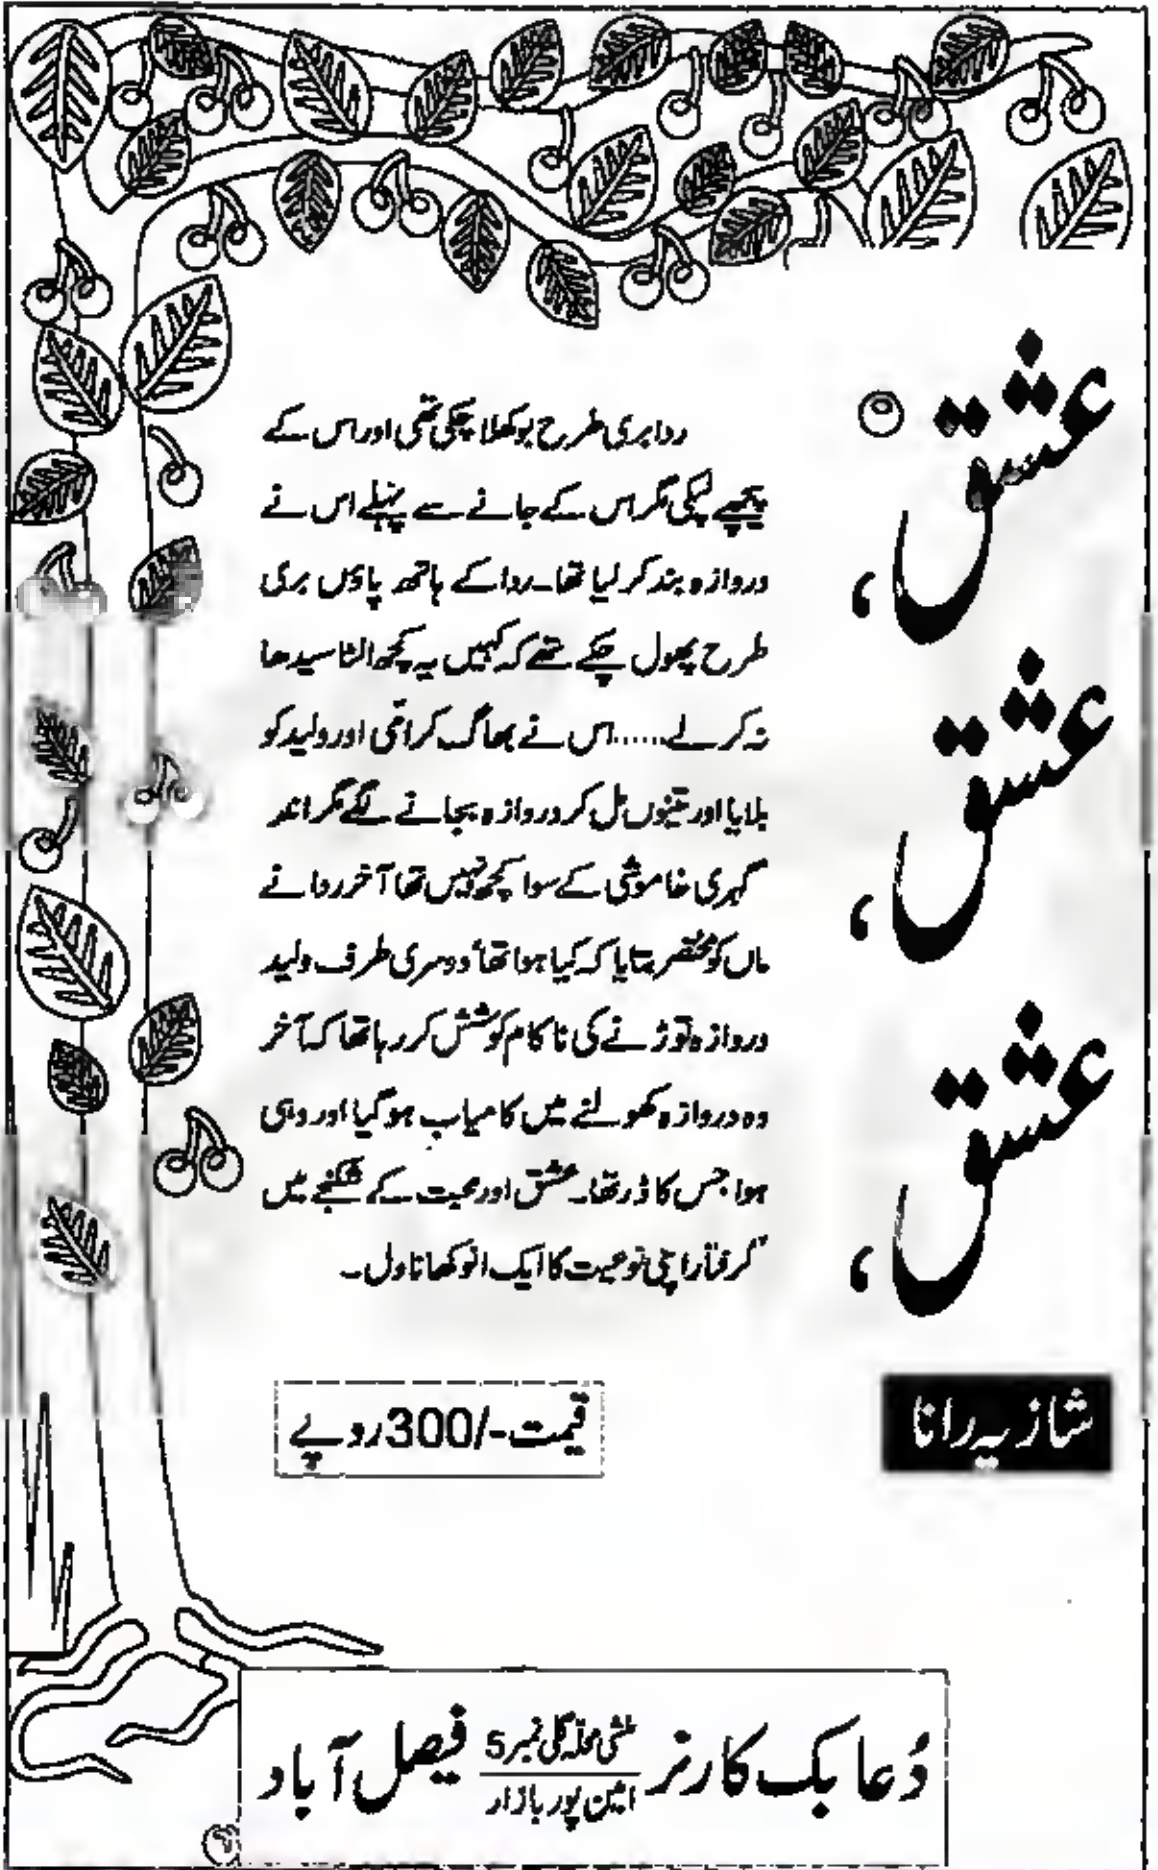 عشق،
عشق،
عشق،
شازیہ رانا
ردا بری طرح بوکھلا چکی تھی اور اس کے
پیچھے لپکی مگر اس کے جانے سے پہلے اس نے
دروازہ بند کر لیا تھا۔ ردا کے ہاتھ پاؤں بری
طرح پھول چکے تھے کہ کہیں یہ کچھ الٹا سیدھا
نہ کر لے......اس نے بھاگ کر امّی اور ولید کو
بلایا اور تینوں مل کر دروازہ بجانے لگے مگر اندر
گہری خاموشی کے سوا کچھ نہیں تھا آخر ردا نے
ماں کو مختصر بتایا کہ کیا ہوا تھا، دوسری طرف ولید
دروازہ توڑنے کی ناکام کوشش کر رہا تھا کہ آخر
وہ دروازہ کھولنے میں کامیاب ہو گیا اور وہی
ہوا جس کا ڈر تھا۔ عشق اور محبت کے شکنجے میں
گرفتار اپنی نوعیت کا ایک انوکھا ناول۔
قیمت -/300 روپے
دُعا بک کارنر منشی محلہ گلی نمبر 5 فیصل آباد
امین پور بازار